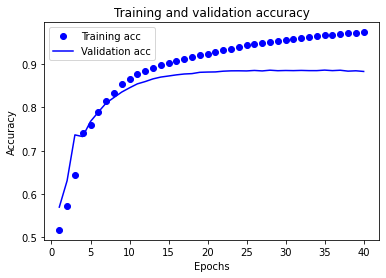 Training and validation accuracy
Training acc
Validation acc
Accuracy
0.9
0.8
0.7
0.6
0.5
0 5 10 15 20 25 30 35 40
Epochs